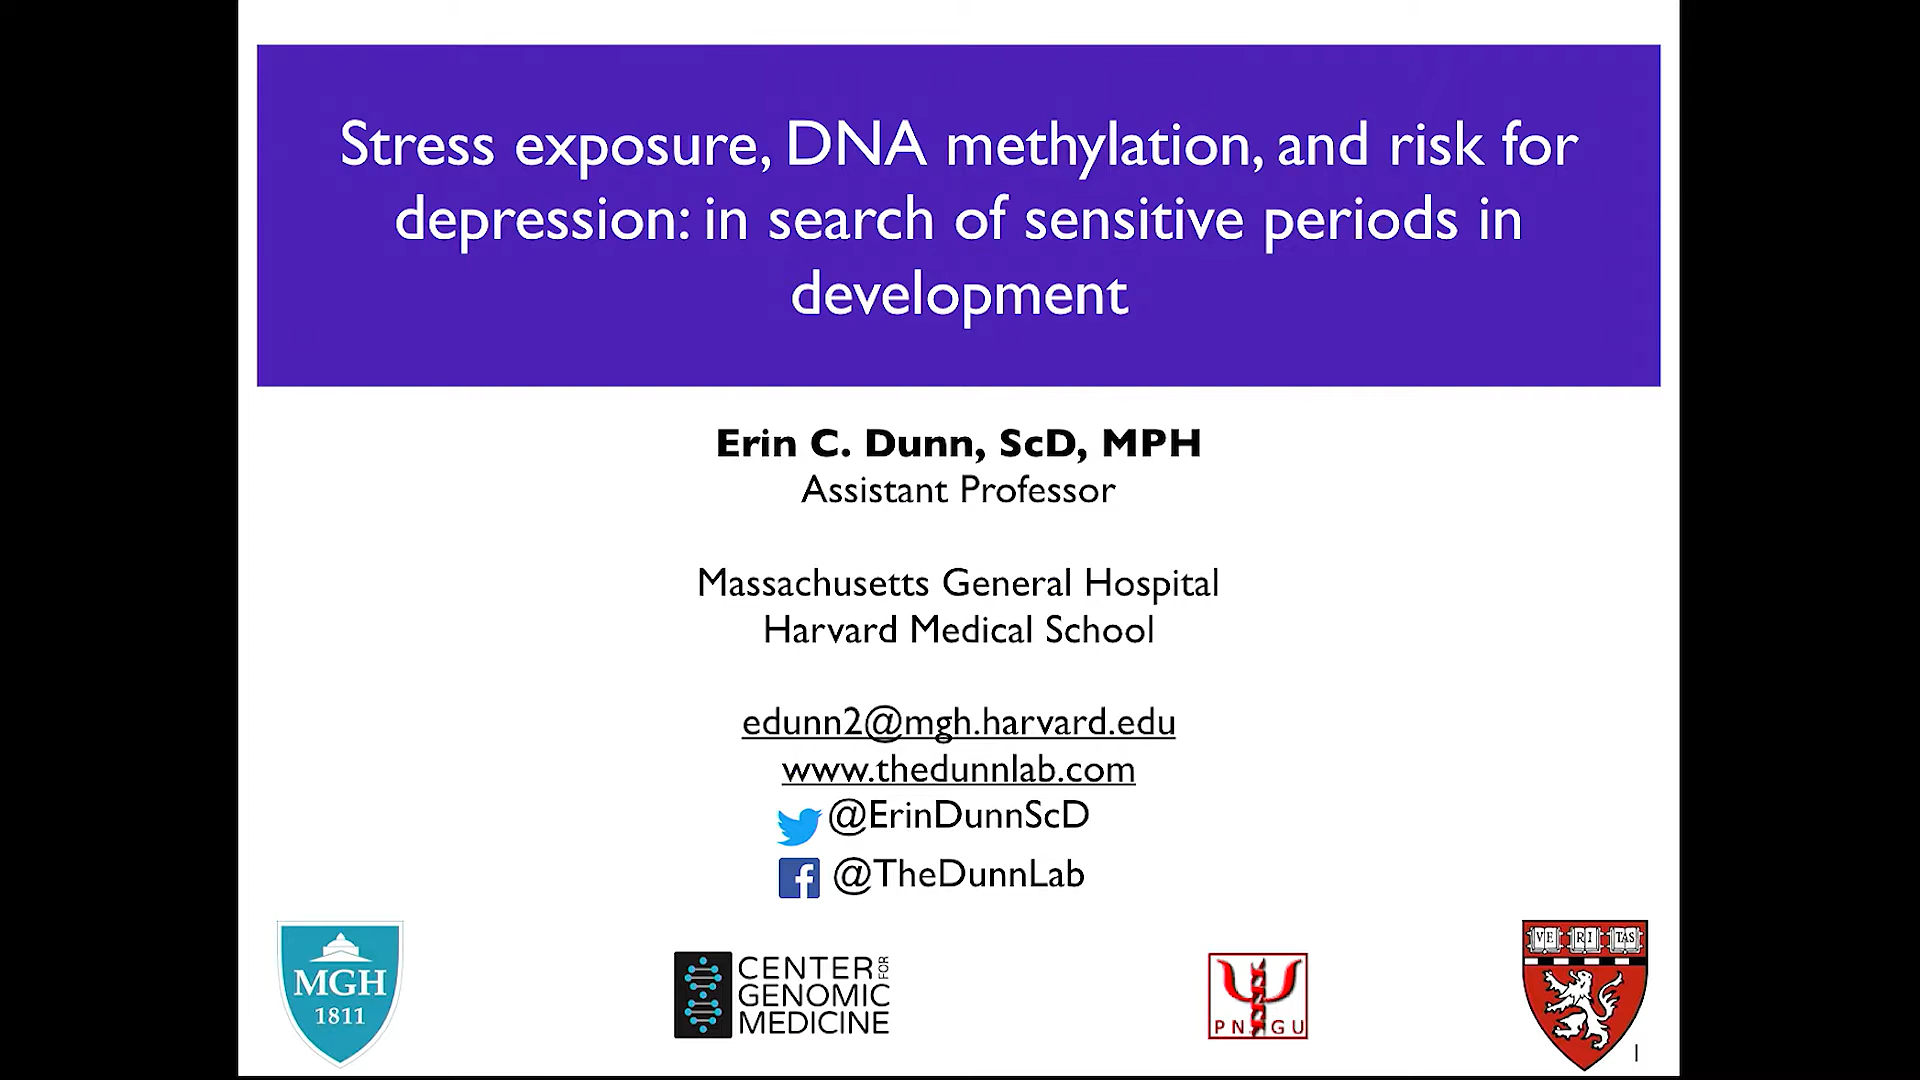 Stress exposure, DNA methylation, and risk for
depression: in search of sensitive periods in
development
Erin C. Dunn, ScD, MPH
Assistant Professor
Massachusetts General Hospital
Harvard Medical School
edunn2@mgh.harvard.edu
www.thedunnlab.com
@ErinDunnScD
@TheDunnLab
MGH
1811
CENTER FOR
GENOMIC
MEDICINE
PNGU
VE RI TAS
1